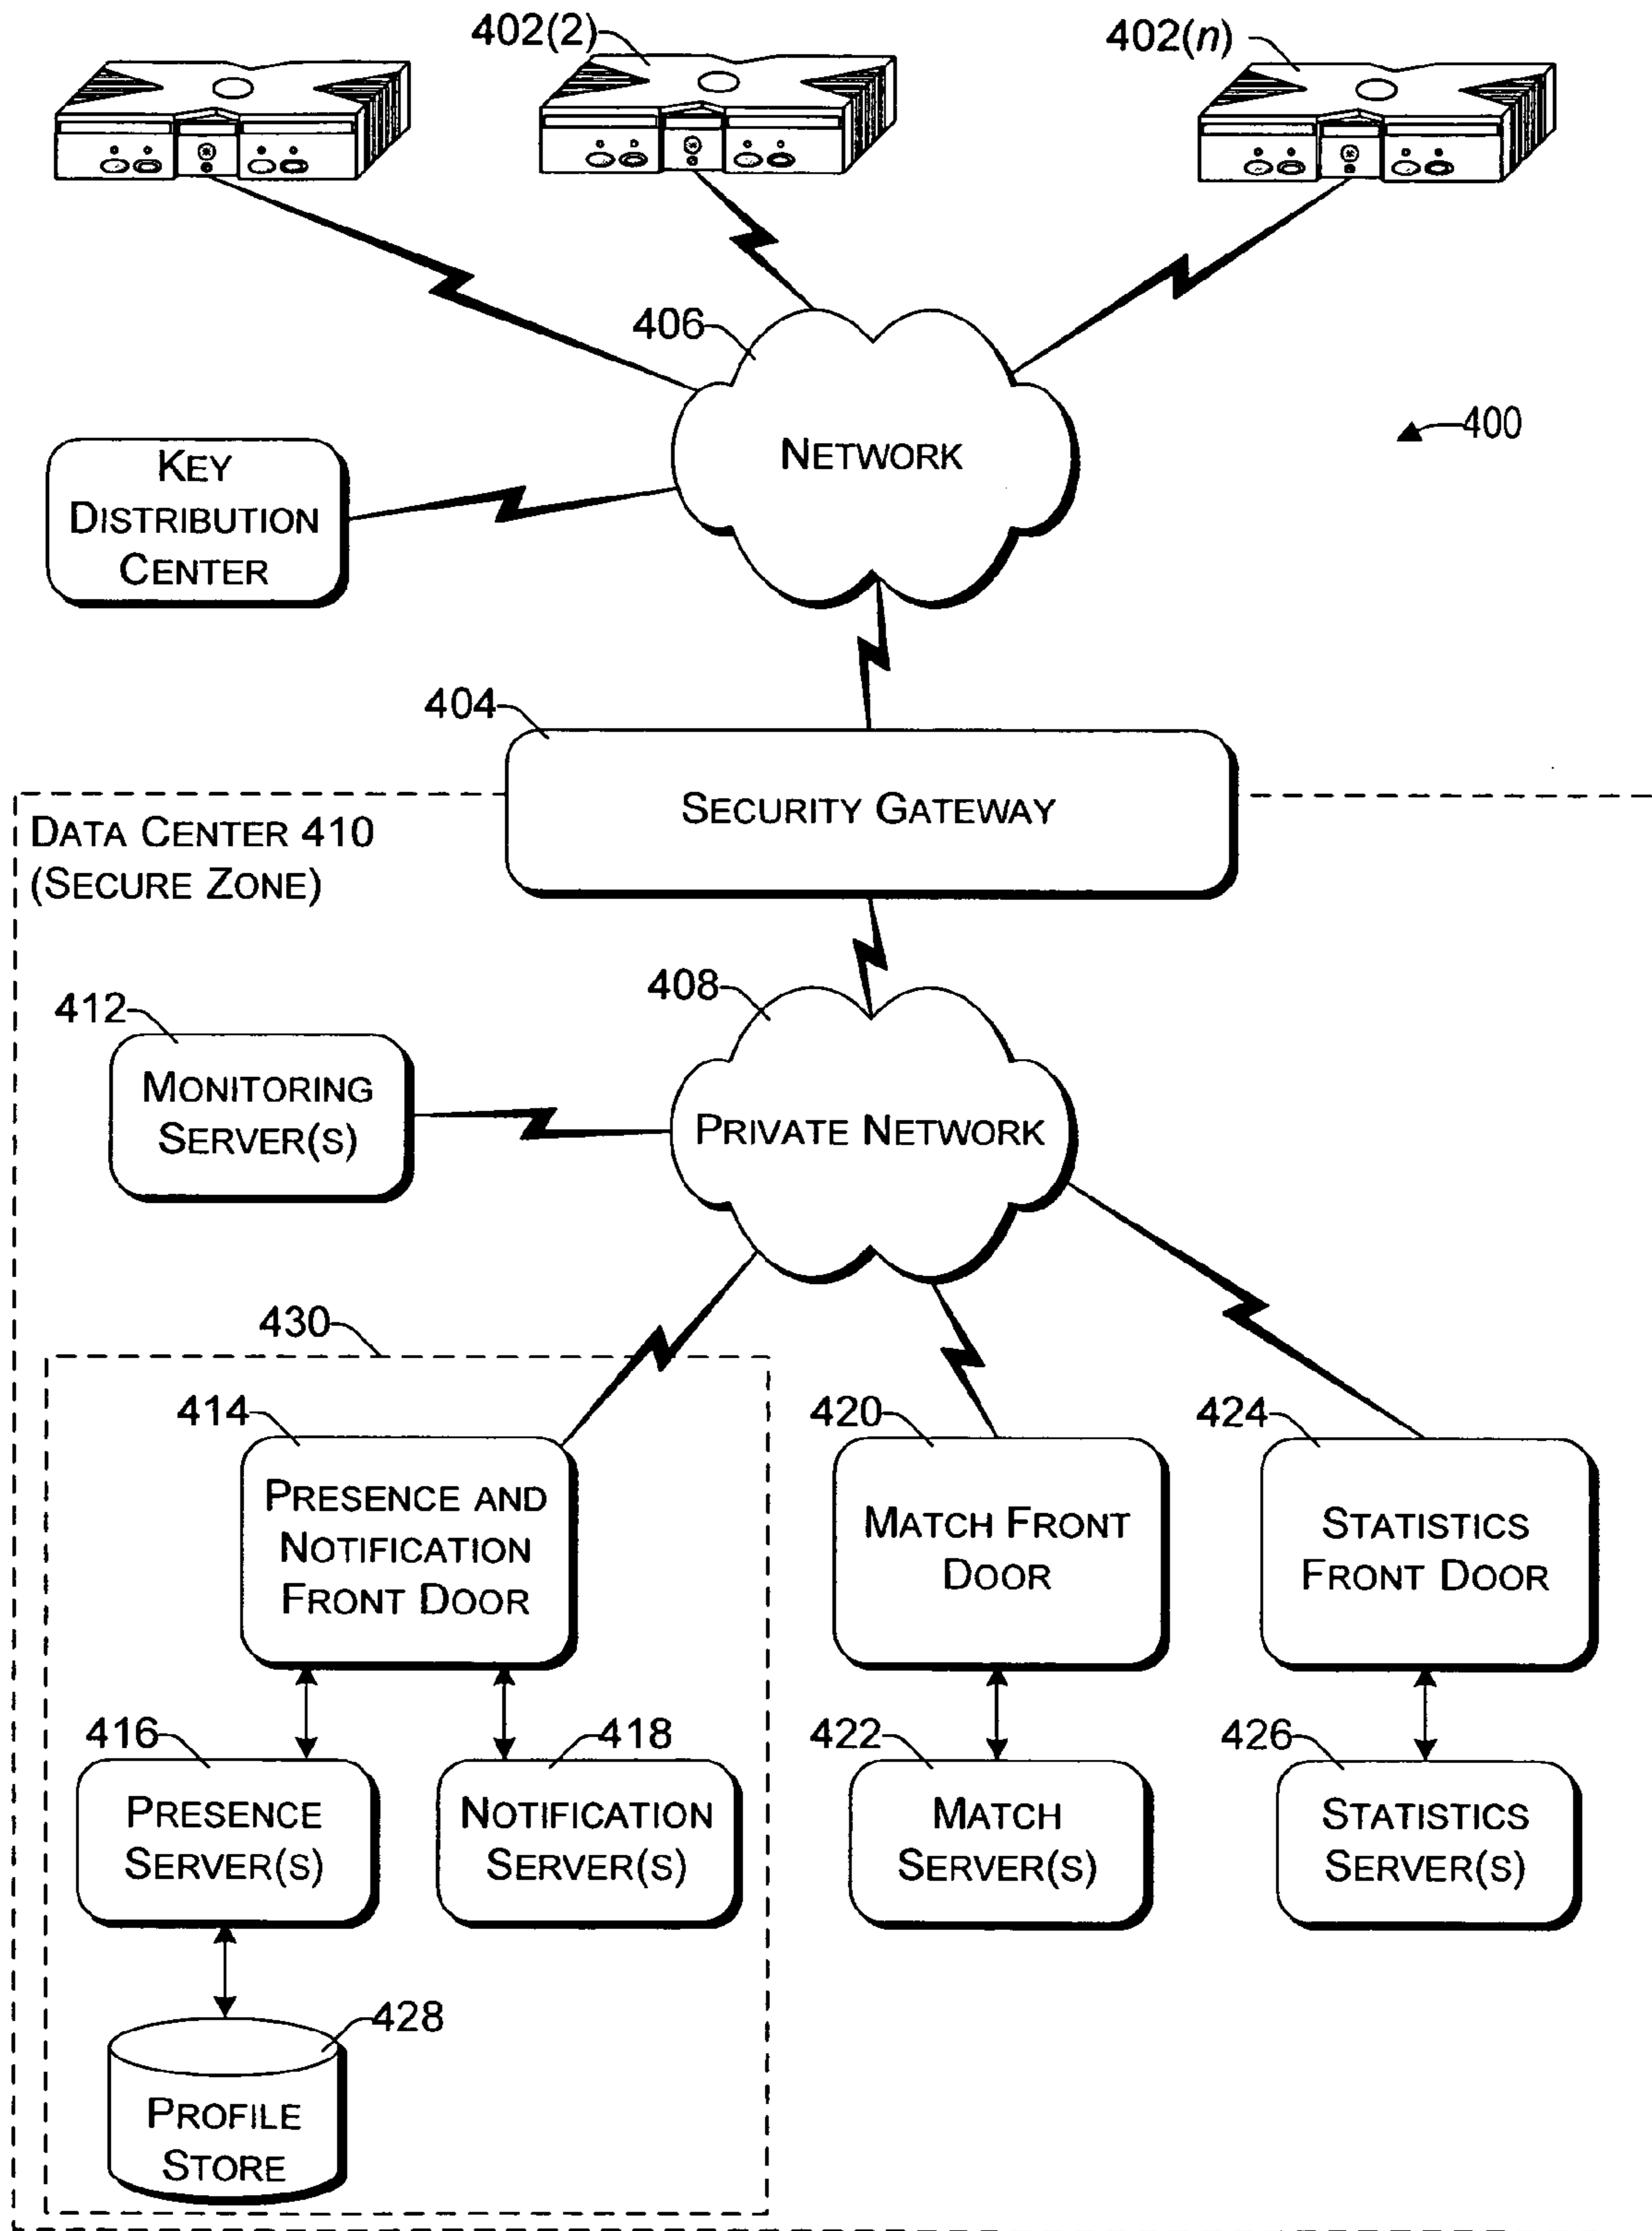 402(2)
402(n)
406
NETWORK
400
KEY
DISTRIBUTION
CENTER
404
SECURITY GATEWAY
DATA CENTER 410
(SECURE ZONE)
408
412
MONITORING
SERVER(S)
PRIVATE NETWORK
430
414
PRESENCE AND
NOTIFICATION
FRONT DOOR
420
MATCH FRONT
DOOR
424
STATISTICS
FRONT DOOR
416
PRESENCE
SERVER(S)
418
NOTIFICATION
SERVER(S)
422
MATCH
SERVER(S)
426
STATISTICS
SERVER(S)
428
PROFILE
STORE